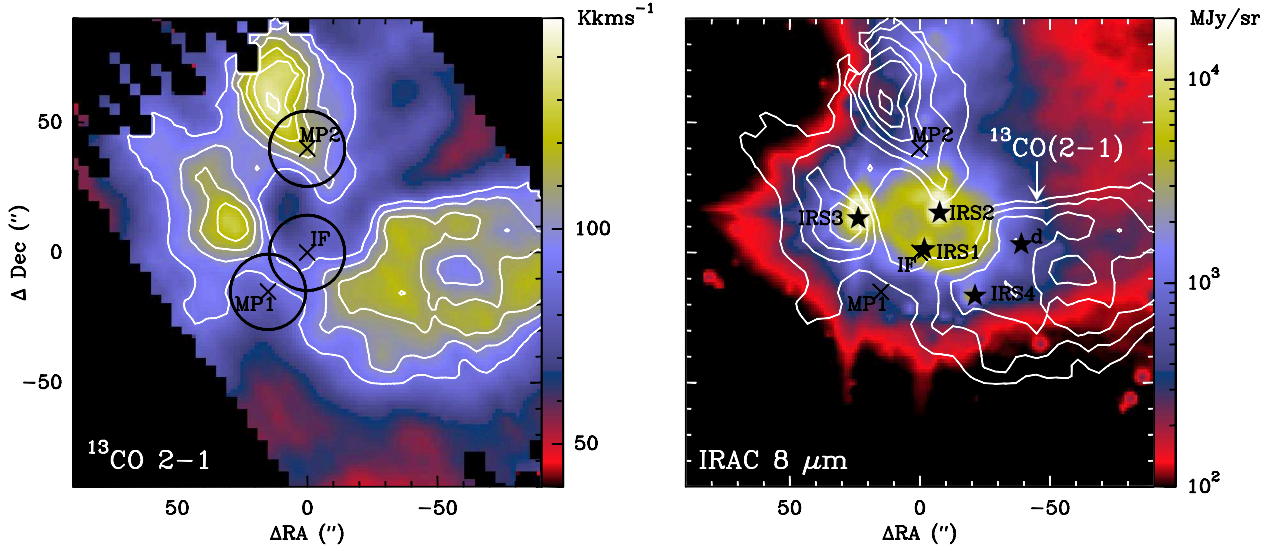 Kkms⁻¹
MJy/sr
50
0
−50
Δ Dec (″)
MP2
IF
MP1
¹³CO 2−1
100
50
50
0
−50
ΔRA (″)
¹³CO(2−1)
MP2
IRS3
IRS2
d
IF
IRS1
MP1
IRS4
IRAC 8 μm
10⁴
10³
10²
50
0
−50
ΔRA (″)